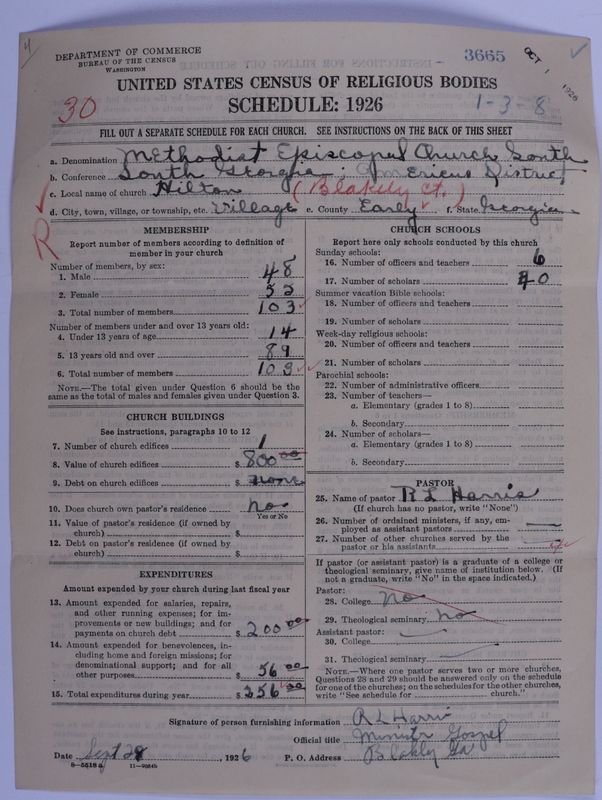 DEPARTMENT OF COMMERCE
BUREAU OF THE CENSUS
WASHINGTON
3665
OCT 1 1926
UNITED STATES CENSUS OF RELIGIOUS BODIES
SCHEDULE: 1926
30
1-3-8
FILL OUT A SEPARATE SCHEDULE FOR EACH CHURCH. SEE INSTRUCTIONS ON THE BACK OF THIS SHEET
a. Denomination Methodist Episcopal Church South
b. Conference South Georgia; Americus District
c. Local name of church Hilton (Blakely Ct.)
d. City, town, village, or township, etc. Village e. County Early f. State Georgia
R
MEMBERSHIP
Report number of members according to definition of
member in your church
Number of members, by sex:
1. Male 48
2. Female 52
3. Total number of members 103
Number of members under and over 13 years old:
4. Under 13 years of age 14
5. 13 years old and over 89
6. Total number of members 103
NOTE.—The total given under Question 6 should be the
same as the total of males and females given under Question 3.
CHURCH BUILDINGS
See instructions, paragraphs 10 to 12
7. Number of church edifices 1
8. Value of church edifices $ 800 00
9. Debt on church edifices $ none
10. Does church own pastor's residence no
Yes or No
11. Value of pastor's residence (if owned by
church) $
12. Debt on pastor's residence (if owned by
church) $
EXPENDITURES
Amount expended by your church during last fiscal year
13. Amount expended for salaries, repairs,
and other running expenses; for im-
provements or new buildings; and for
payments on church debt $ 200 00
14. Amount expended for benevolences, in-
cluding home and foreign missions; for
denominational support; and for all
other purposes $ 56 00
15. Total expenditures during year $ 256 00
CHURCH SCHOOLS
Report here only schools conducted by this church
Sunday schools:
16. Number of officers and teachers 6
17. Number of scholars 40
Summer vacation Bible schools:
18. Number of officers and teachers
19. Number of scholars
Week-day religious schools:
20. Number of officers and teachers
21. Number of scholars
Parochial schools:
22. Number of administrative officers
23. Number of teachers—
a. Elementary (grades 1 to 8)
b. Secondary
24. Number of scholars—
a. Elementary (grades 1 to 8)
b. Secondary
PASTOR
25. Name of pastor R L Harris
(If church has no pastor, write "None")
26. Number of ordained ministers, if any, em-
ployed as assistant pastors
27. Number of other churches served by the
pastor or his assistants
If pastor (or assistant pastor) is a graduate of a college or
theological seminary, give name of institution below. (If
not a graduate, write "No" in the space indicated.)
Pastor:
28. College No
29. Theological seminary No
Assistant pastor:
30. College
31. Theological seminary
NOTE.—Where one pastor serves two or more churches,
Questions 28 and 29 should be answered only on the schedule
for one of the churches; on the schedules for the other churches,
write "See schedule for church."
Signature of person furnishing information R L Harris
Official title Minister Gospel
Date Sept 28, 1926 P. O. Address Blakely Ga
8-5518a 11-9324b